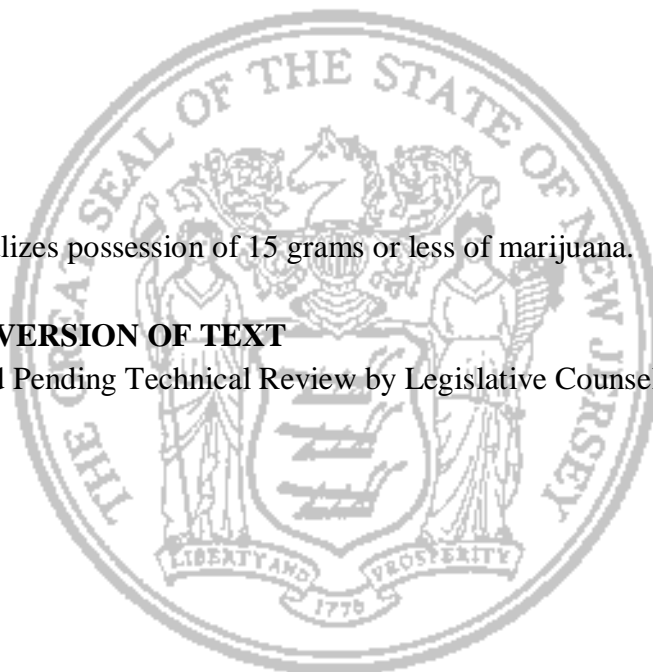 THE GREAT SEAL OF THE STATE OF NEW JERSEY
lizes possession of 15 grams or less of marijuana.
VERSION OF TEXT
d Pending Technical Review by Legislative Counse
LIBERTY AND PROSPERITY
1776